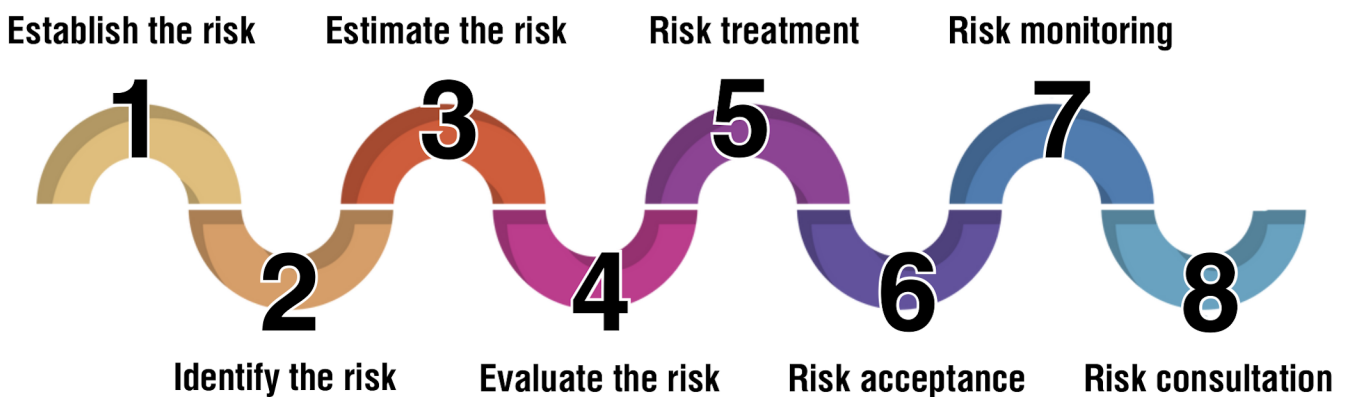 Establish the risk
Estimate the risk
Risk treatment
Risk monitoring
1
3
5
7
2
4
6
8
Identify the risk
Evaluate the risk
Risk acceptance
Risk consultation